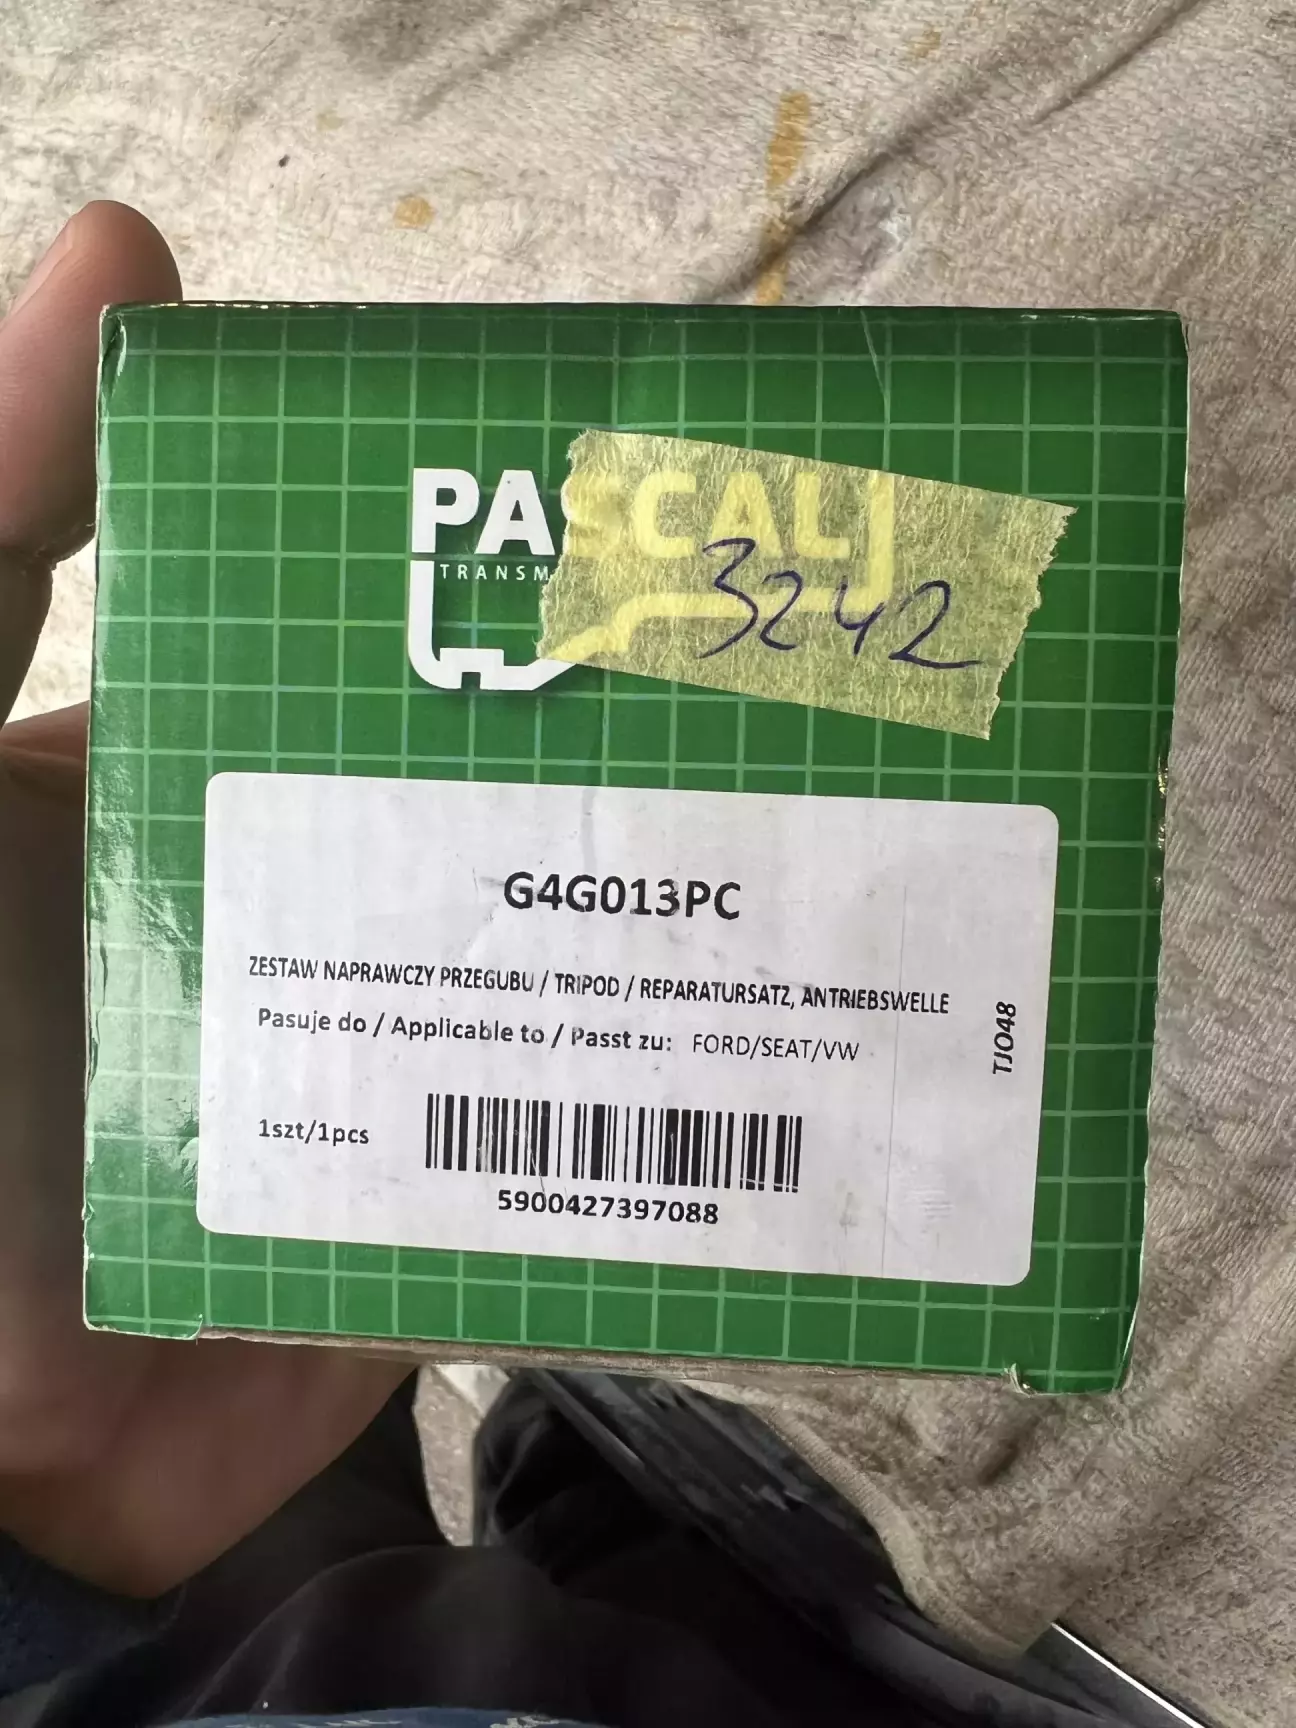 PASCAL
TRANSM
3242
G4G013PC
ZESTAW NAPRAWCZY PRZEGUBU / TRIPOD / REPARATURSATZ, ANTRIEBSWELLE
Pasuje do / Applicable to / Passt zu: FORD/SEAT/VW
TJO48
1szt/1pcs
5900427397088